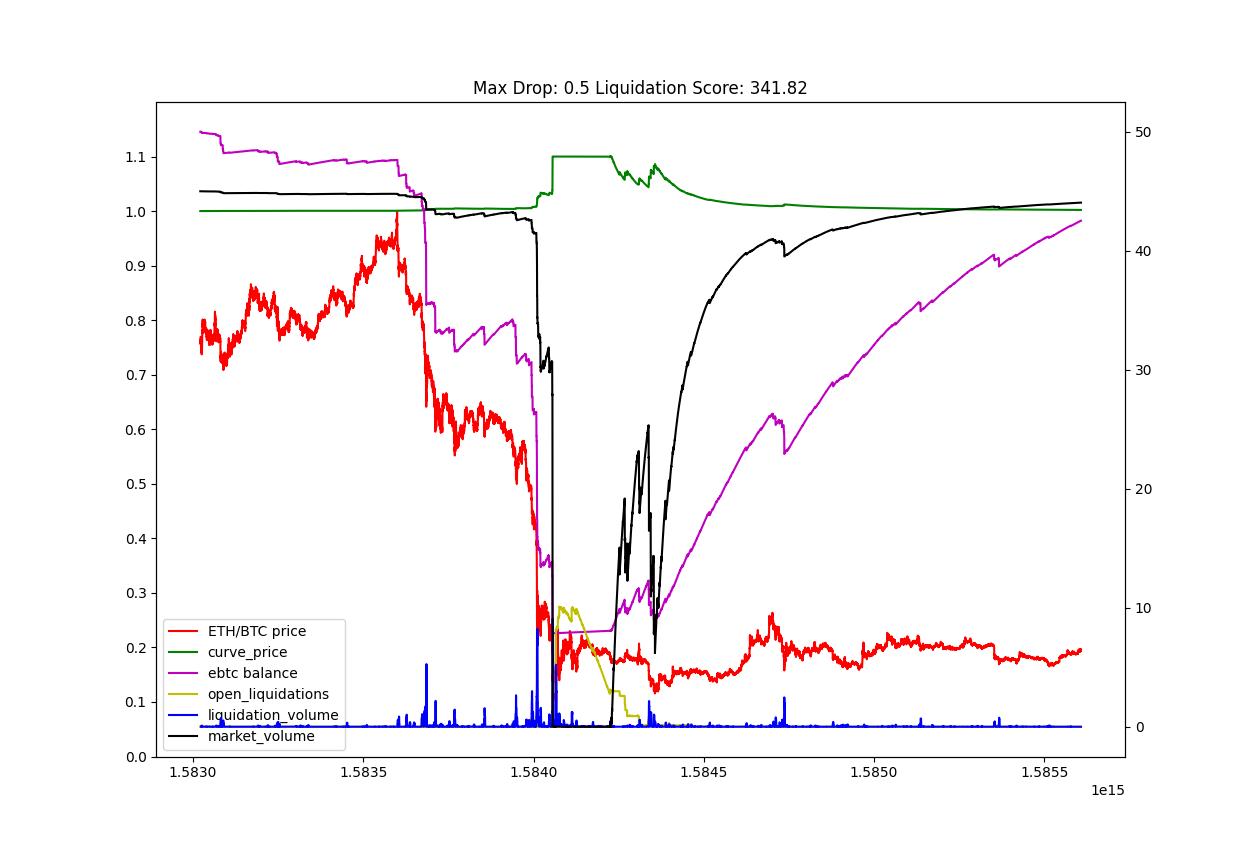 Max Drop: 0.5 Liquidation Score: 341.82
1.1
1.0
0.9
0.8
0.7
0.6
0.5
0.4
0.3
0.2
0.1
0.0
50
40
30
20
10
0
ETH/BTC price
curve_price
ebtc balance
open_liquidations
liquidation_volume
market_volume
1.5830 1.5835 1.5840 1.5845 1.5850 1.5855
1e15